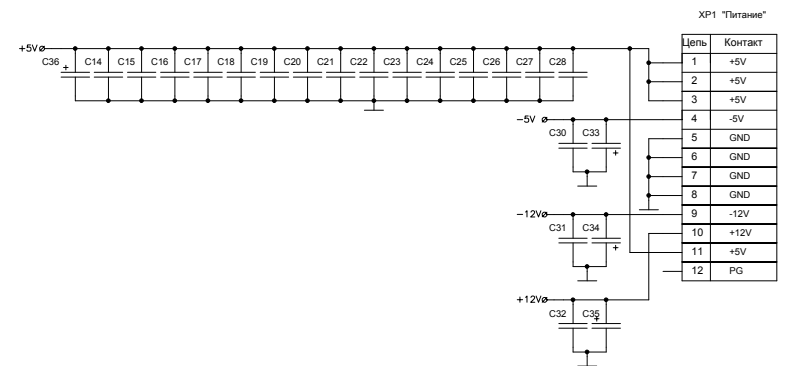 XP1 "Питание"
Цепь Контакт
1 +5V
2 +5V
3 +5V
4 -5V
5 GND
6 GND
7 GND
8 GND
9 -12V
10 +12V
11 +5V
12 PG
+5V
C36 + C14 C15 C16 C17 C18 C19 C20 C21 C22 C23 C24 C25 C26 C27 C28
-5V
C30 C33 +
-12V
C31 C34 +
+12V
C32 C35 +